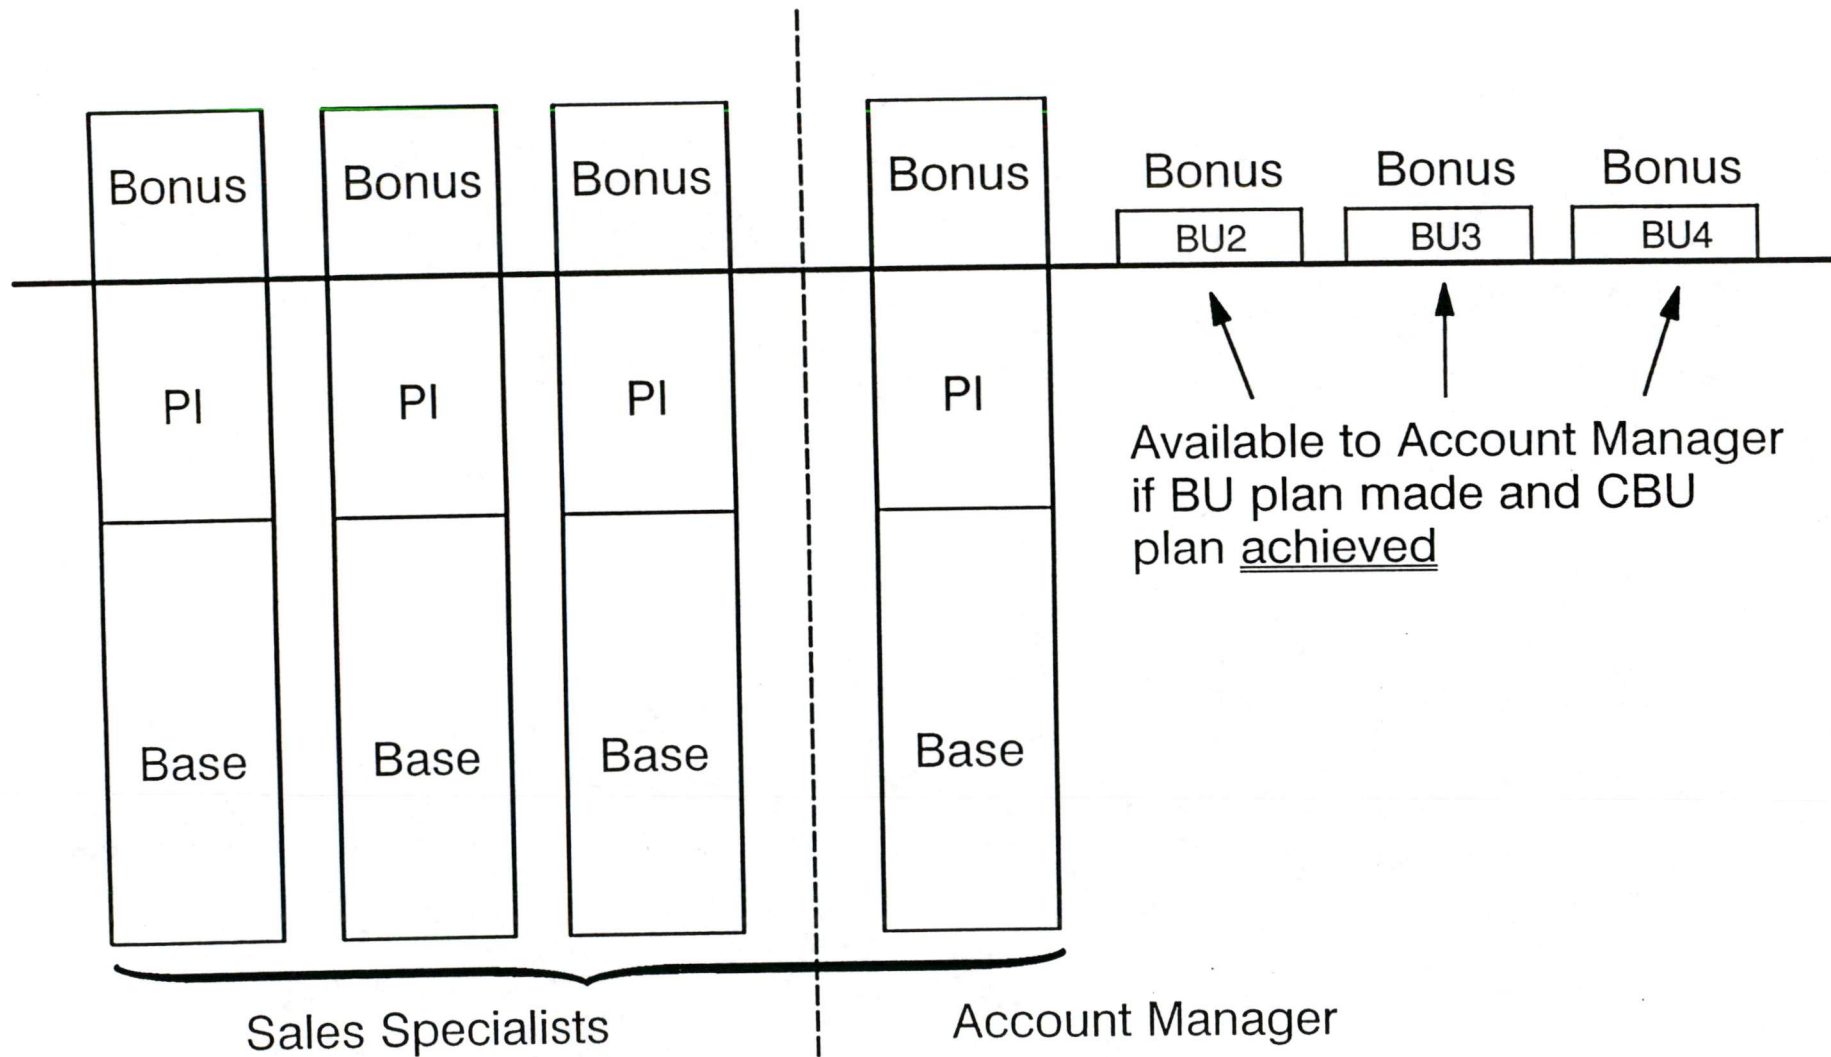 Bonus Bonus Bonus Bonus Bonus Bonus Bonus
BU2 BU3 BU4
PI PI PI PI
Available to Account Manager
if BU plan made and CBU
plan achieved
Base Base Base Base
Sales Specialists Account Manager